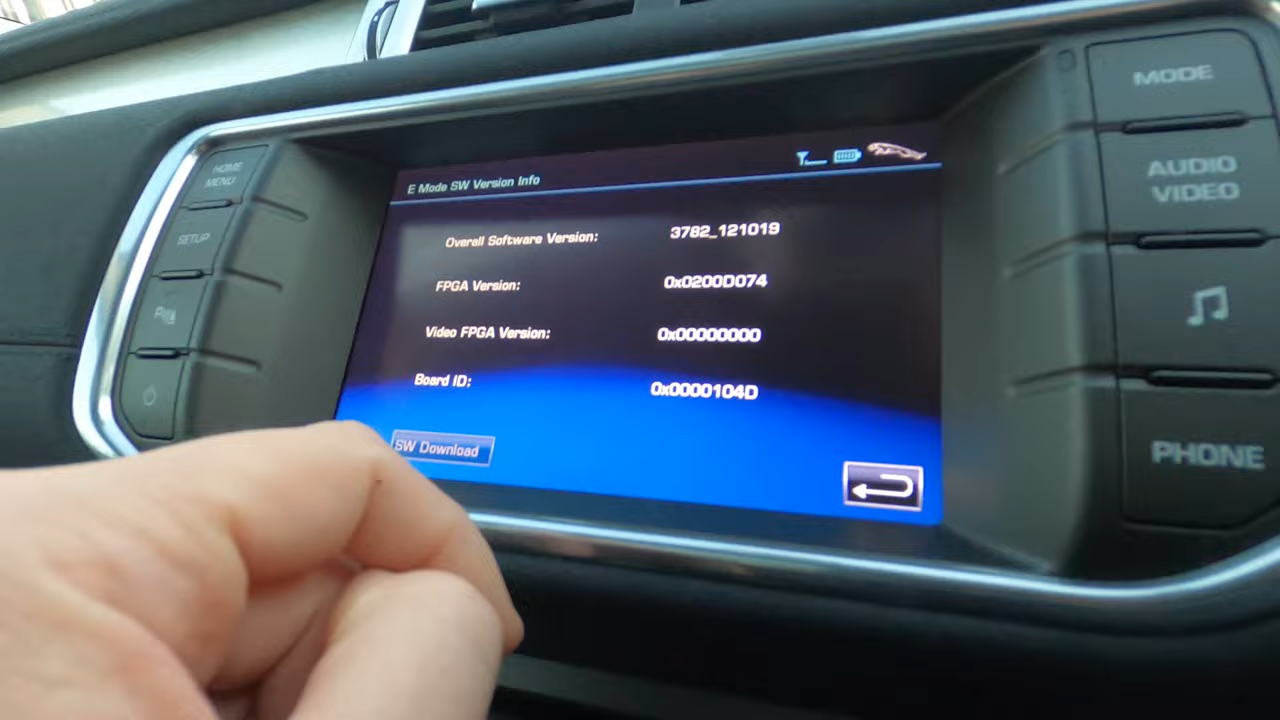 HOME
MENU
SETUP
P
E Mode SW Version Info
Overall Software Version: 3782_121019
FPGA Version: 0x0200D074
Video FPGA Version: 0x00000000
Board ID: 0x0000104D
SW Download
MODE
AUDIO
VIDEO
PHONE